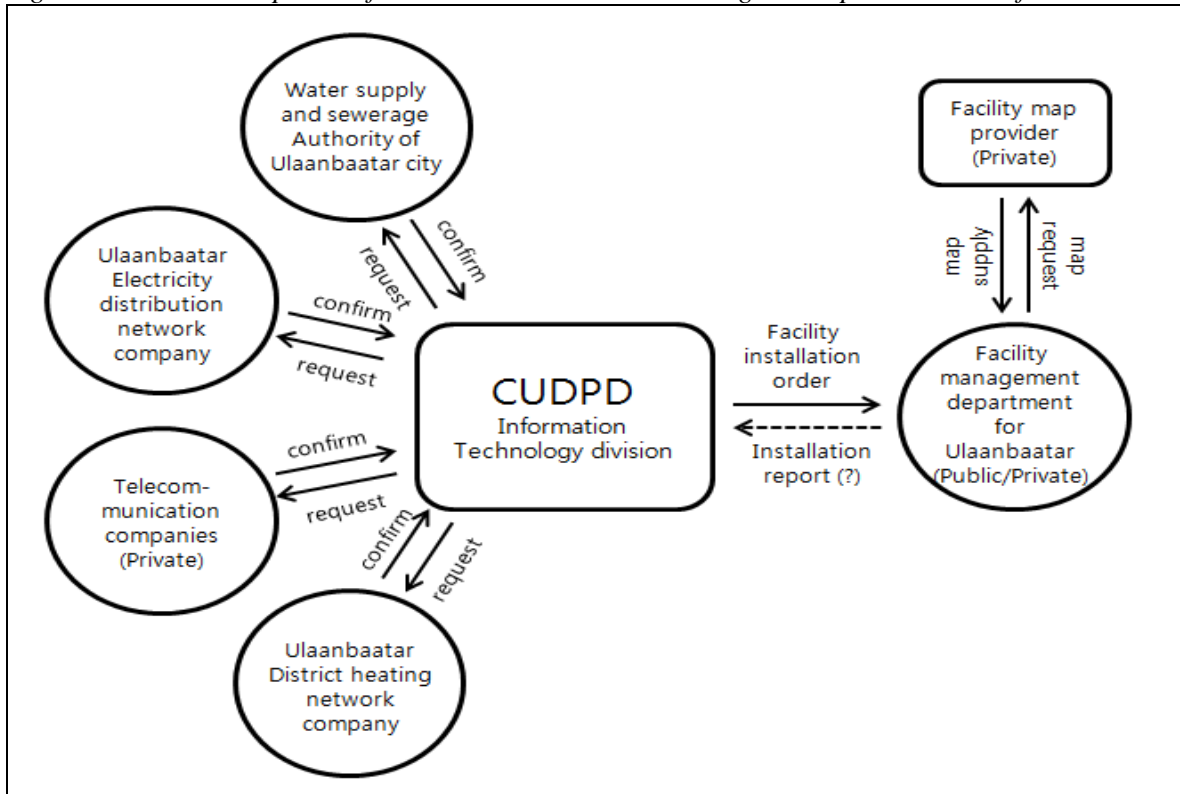 Water supply
and sewerage
Authority of
Ulaanbaatar city
confirm
request
Ulaanbaatar
Electricity
distribution
network
company
confirm
request
Telecom-
munication
companies
(Private)
confirm
request
Ulaanbaatar
District heating
network
company
confirm
request
CUDPD
Information
Technology division
Facility
installation
order
Installation
report (?)
Facility map
provider
(Private)
map
supply
map
request
Facility
management
department
for
Ulaanbaatar
(Public/Private)